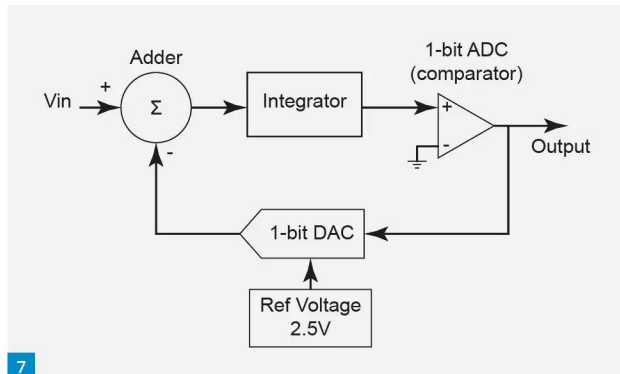 Adder
1-bit ADC
(comparator)
Vin
+
Σ
Integrator
+
-
-
Output
1-bit DAC
Ref Voltage
2.5V
7